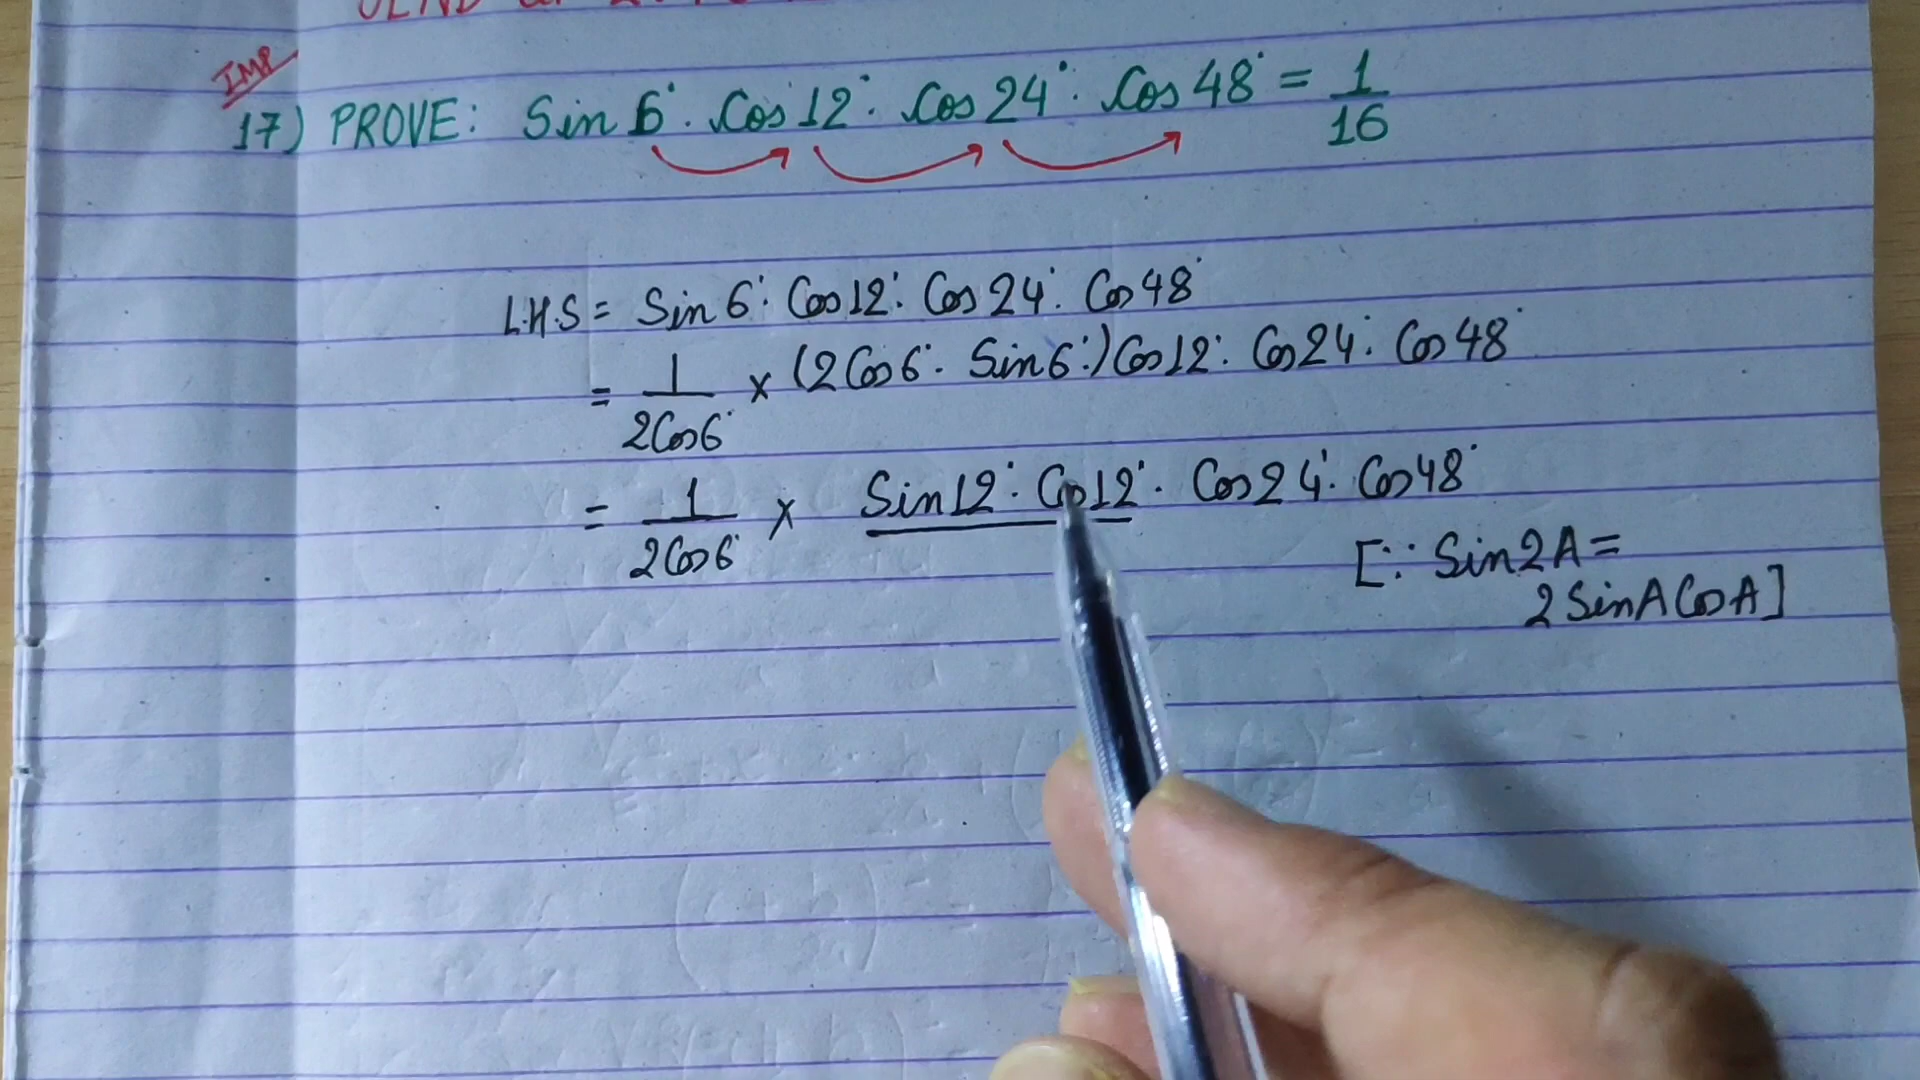 IMP
17) PROVE: Sin 6°. Cos 12°. Cos 24°. Cos 48° = 1/16
L.H.S = Sin 6°. Cos 12°. Cos 24°. Cos 48°
= 1/2Cos6° × (2Cos6°. Sin6°.)Cos12°. Cos24°. Cos48°
= 1/2Cos6° × Sin12°. Cos12°. Cos24°. Cos48°
[∵ Sin2A =
2SinACosA]